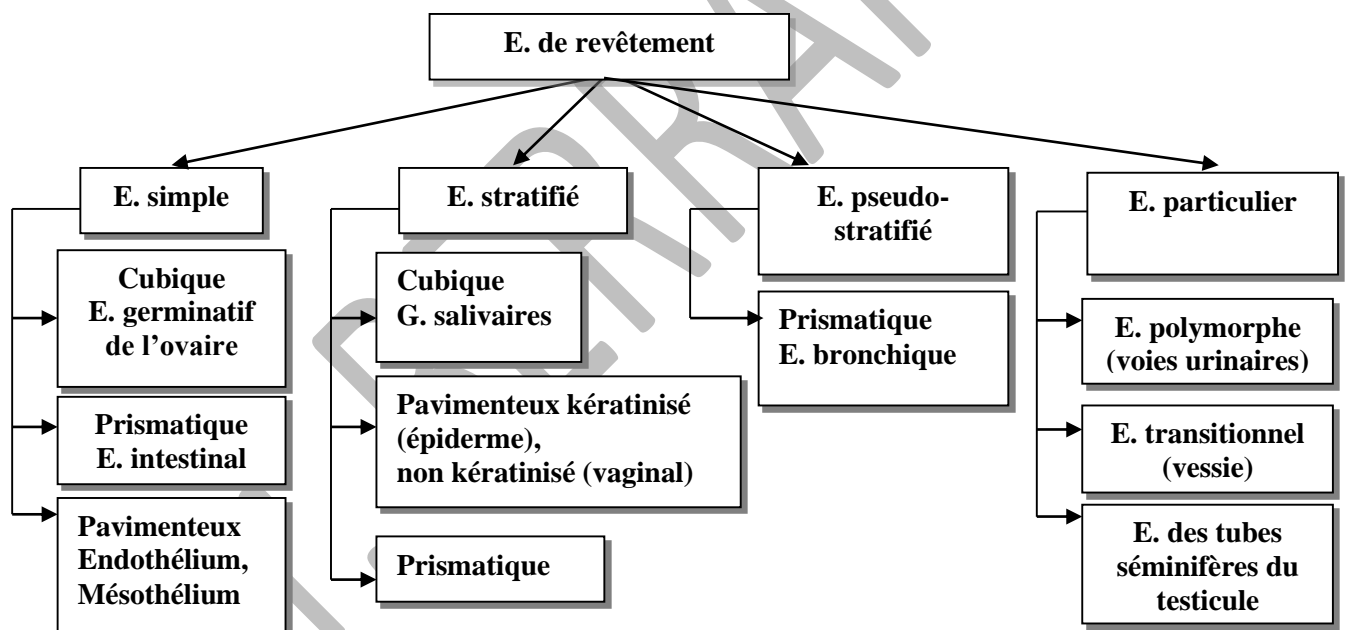 E. de revêtement
E. simple
E. stratifié
E. pseudo-
stratifié
E. particulier
Cubique
E. germinatif
de l’ovaire
Prismatique
E. intestinal
Pavimenteux
Endothélium,
Mésothélium
Cubique
G. salivaires
Pavimenteux kératinisé
(épiderme),
non kératinisé (vaginal)
Prismatique
Prismatique
E. bronchique
E. polymorphe
(voies urinaires)
E. transitionnel
(vessie)
E. des tubes
séminifères du
testicule